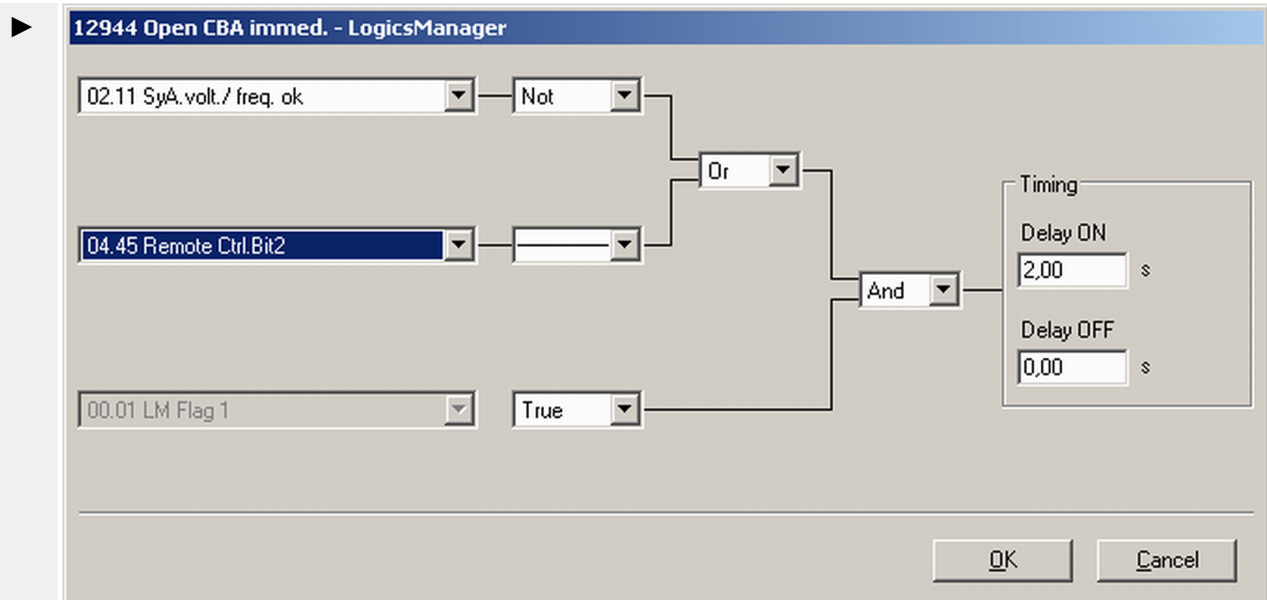 12944 Open CBA immed. - LogicsManager
02.11 SyA.volt./ freq. ok
Not
Or
Timing
Delay ON
04.45 Remote Ctrl.Bit2
2,00 s
And
Delay OFF
0,00 s
00.01 LM Flag 1
True
OK
Cancel